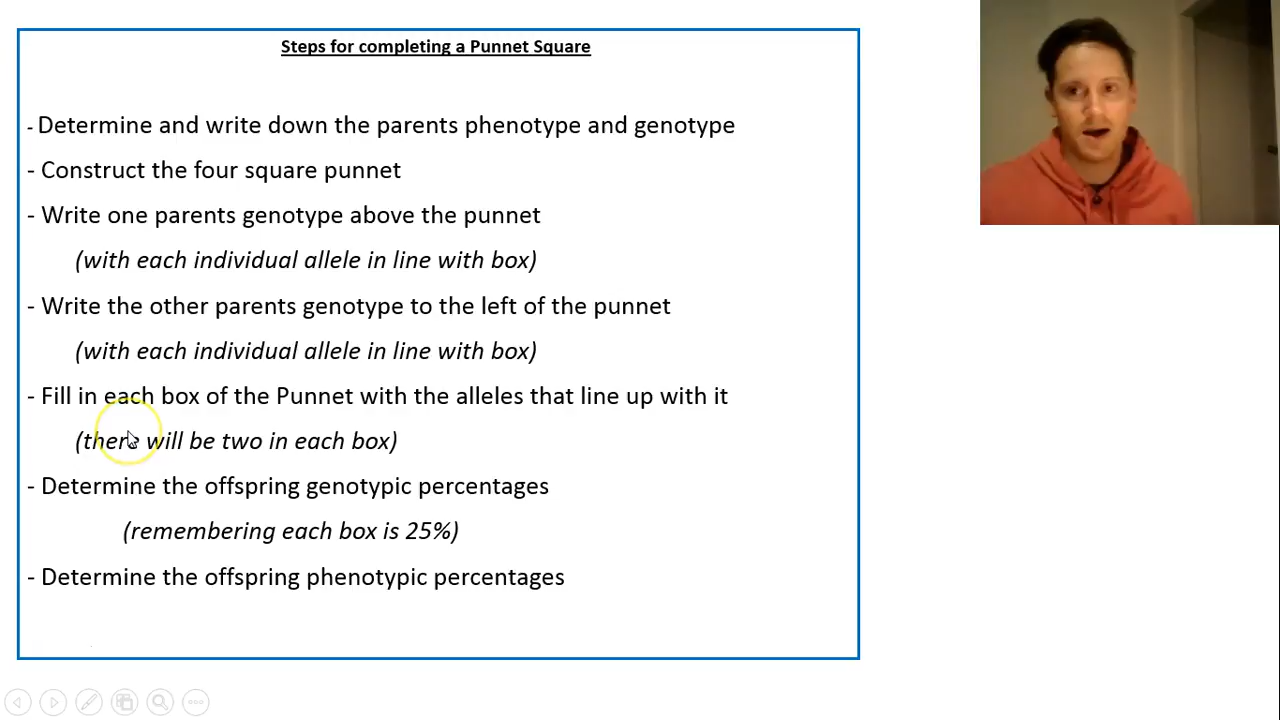 Steps for completing a Punnet Square
- Determine and write down the parents phenotype and genotype
- Construct the four square punnet
- Write one parents genotype above the punnet
(with each individual allele in line with box)
- Write the other parents genotype to the left of the punnet
(with each individual allele in line with box)
- Fill in each box of the Punnet with the alleles that line up with it
(there will be two in each box)
- Determine the offspring genotypic percentages
(remembering each box is 25%)
- Determine the offspring phenotypic percentages